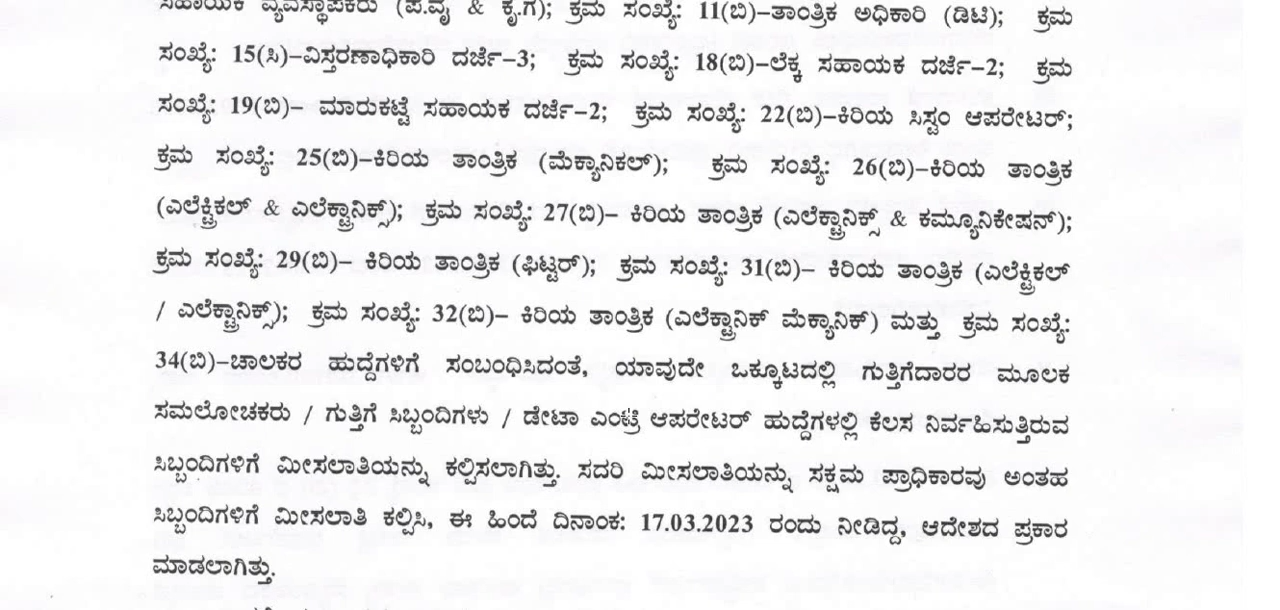 ಸಹಾಯಕ ವ್ಯವಸ್ಥಾಪಕರು (ಪ.ವೈ & ಕೃ.ಗ); ಕ್ರಮ ಸಂಖ್ಯೆ: 11(ಬಿ)–ತಾಂತ್ರಿಕ ಅಧಿಕಾರಿ (ಡಿಟಿ); ಕ್ರಮ
ಸಂಖ್ಯೆ: 15(ಸಿ)–ವಿಸ್ತರಣಾಧಿಕಾರಿ ದರ್ಜೆ–3; ಕ್ರಮ ಸಂಖ್ಯೆ: 18(ಬಿ)–ಲೆಕ್ಕ ಸಹಾಯಕ ದರ್ಜೆ–2; ಕ್ರಮ
ಸಂಖ್ಯೆ: 19(ಬಿ)– ಮಾರುಕಟ್ಟೆ ಸಹಾಯಕ ದರ್ಜೆ–2; ಕ್ರಮ ಸಂಖ್ಯೆ: 22(ಬಿ)–ಕಿರಿಯ ಸಿಸ್ಟಂ ಆಪರೇಟರ್;
ಕ್ರಮ ಸಂಖ್ಯೆ: 25(ಬಿ)–ಕಿರಿಯ ತಾಂತ್ರಿಕ (ಮೆಕ್ಯಾನಿಕಲ್); ಕ್ರಮ ಸಂಖ್ಯೆ: 26(ಬಿ)–ಕಿರಿಯ ತಾಂತ್ರಿಕ
(ಎಲೆಕ್ಟ್ರಿಕಲ್ & ಎಲೆಕ್ಟ್ರಾನಿಕ್ಸ್); ಕ್ರಮ ಸಂಖ್ಯೆ: 27(ಬಿ)– ಕಿರಿಯ ತಾಂತ್ರಿಕ (ಎಲೆಕ್ಟ್ರಾನಿಕ್ಸ್ & ಕಮ್ಯೂನಿಕೇಷನ್);
ಕ್ರಮ ಸಂಖ್ಯೆ: 29(ಬಿ)– ಕಿರಿಯ ತಾಂತ್ರಿಕ (ಫಿಟ್ಟರ್); ಕ್ರಮ ಸಂಖ್ಯೆ: 31(ಬಿ)– ಕಿರಿಯ ತಾಂತ್ರಿಕ (ಎಲೆಕ್ಟ್ರಿಕಲ್
/ ಎಲೆಕ್ಟ್ರಾನಿಕ್ಸ್); ಕ್ರಮ ಸಂಖ್ಯೆ: 32(ಬಿ)– ಕಿರಿಯ ತಾಂತ್ರಿಕ (ಎಲೆಕ್ಟ್ರಾನಿಕ್ ಮೆಕ್ಯಾನಿಕ್) ಮತ್ತು ಕ್ರಮ ಸಂಖ್ಯೆ:
34(ಬಿ)–ಚಾಲಕರ ಹುದ್ದೆಗಳಿಗೆ ಸಂಬಂಧಿಸಿದಂತೆ, ಯಾವುದೇ ಒಕ್ಕೂಟದಲ್ಲಿ ಗುತ್ತಿಗೆದಾರರ ಮೂಲಕ
ಸಮಲೋಚಕರು / ಗುತ್ತಿಗೆ ಸಿಬ್ಬಂದಿಗಳು / ಡೇಟಾ ಎಂಟ್ರಿ ಆಪರೇಟರ್ ಹುದ್ದೆಗಳಲ್ಲಿ ಕೆಲಸ ನಿರ್ವಹಿಸುತ್ತಿರುವ
ಸಿಬ್ಬಂದಿಗಳಿಗೆ ಮೀಸಲಾತಿಯನ್ನು ಕಲ್ಪಿಸಲಾಗಿತ್ತು. ಸದರಿ ಮೀಸಲಾತಿಯನ್ನು ಸಕ್ಷಮ ಪ್ರಾಧಿಕಾರವು ಅಂತಹ
ಸಿಬ್ಬಂದಿಗಳಿಗೆ ಮೀಸಲಾತಿ ಕಲ್ಪಿಸಿ, ಈ ಹಿಂದೆ ದಿನಾಂಕ: 17.03.2023 ರಂದು ನೀಡಿದ್ದ, ಆದೇಶದ ಪ್ರಕಾರ
ಮಾಡಲಾಗಿತ್ತು.